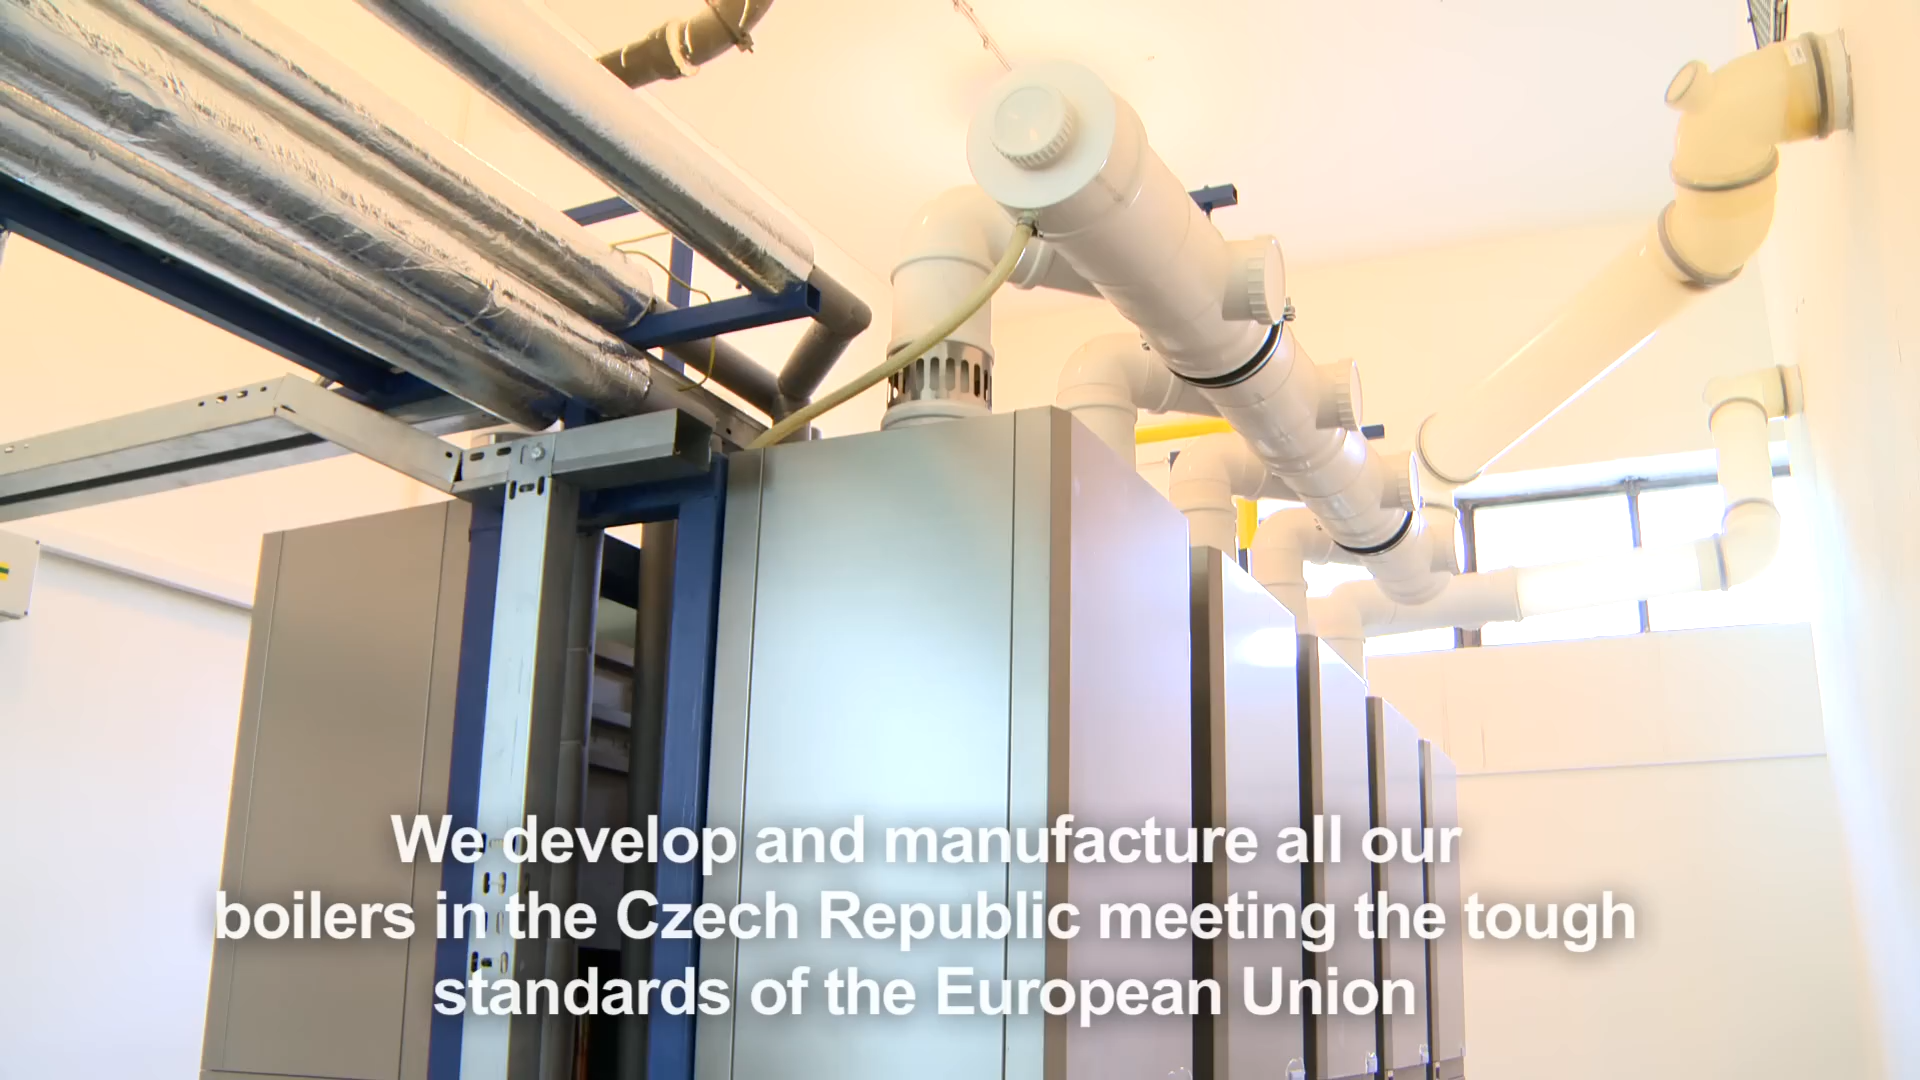 We develop and manufacture all our
boilers in the Czech Republic meeting the tough
standards of the European Union